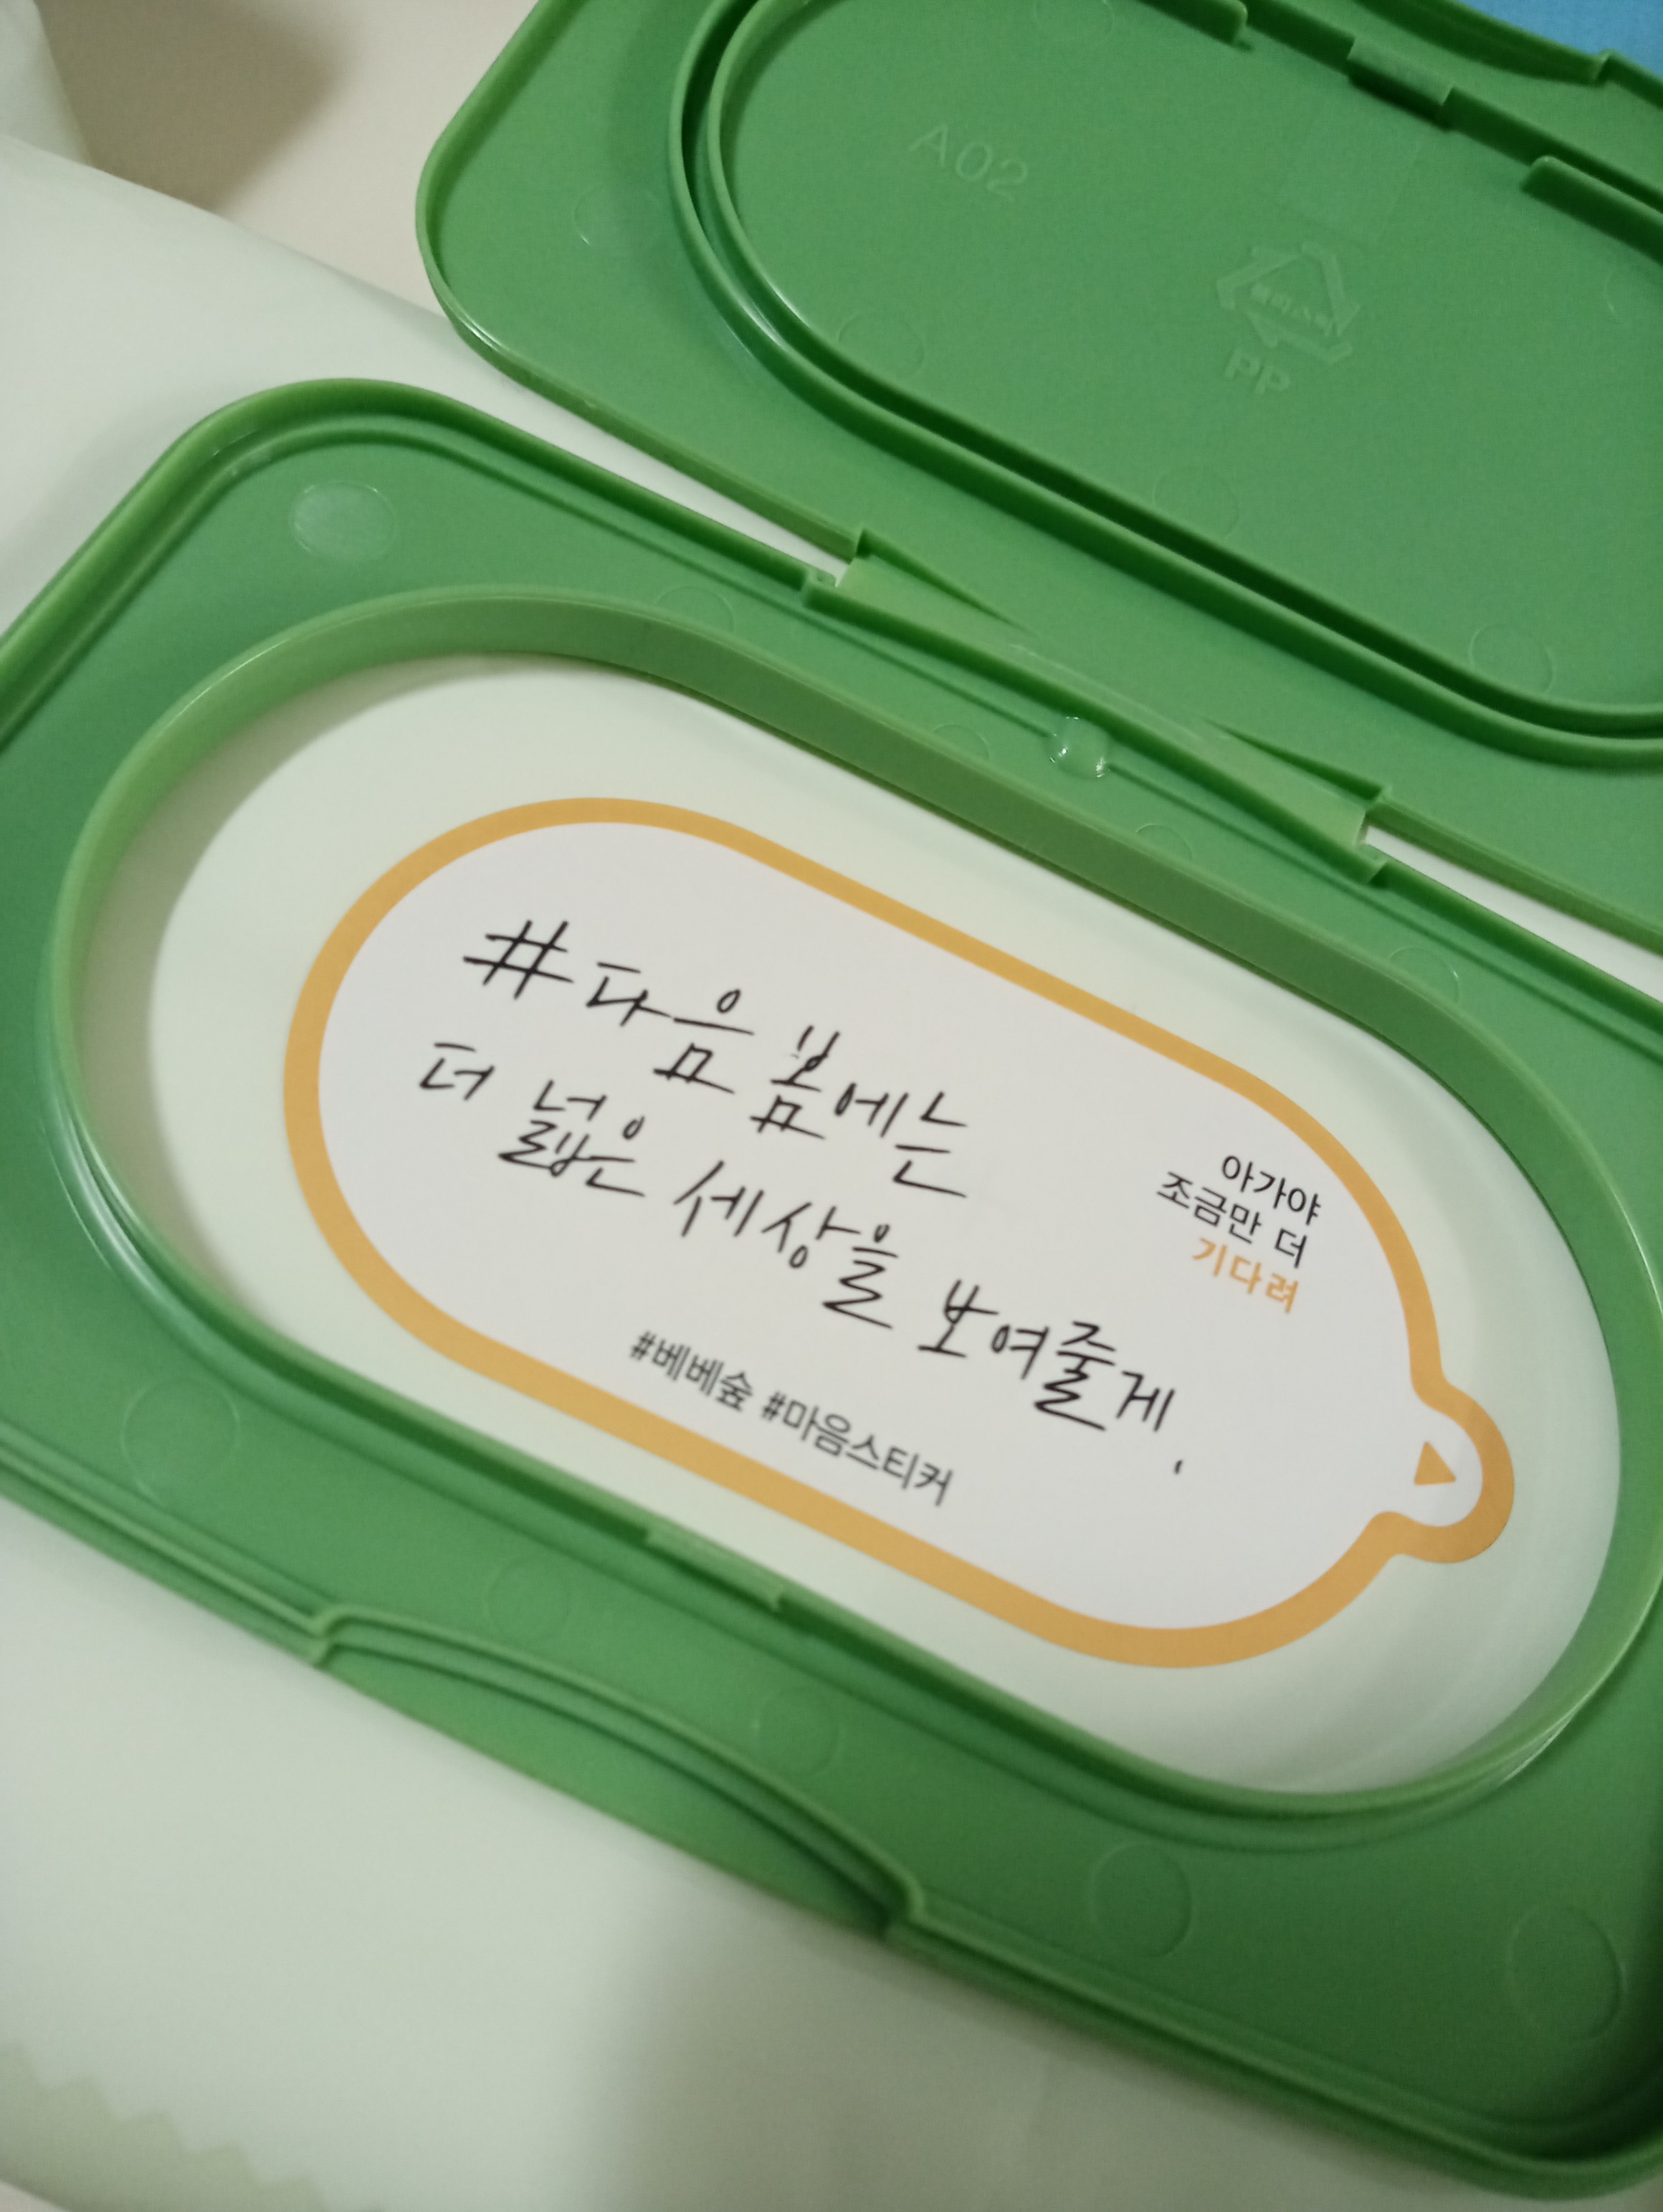 A02
PP
#다음 봄에는
더 넓은 세상을 보여줄게.
아가야
조금만 더
기다려
#베베숲 #마음스티커